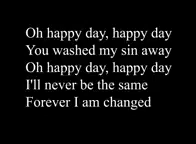 Oh happy day, happy day
You washed my sin away
Oh happy day, happy day
I'll never be the same
Forever I am changed